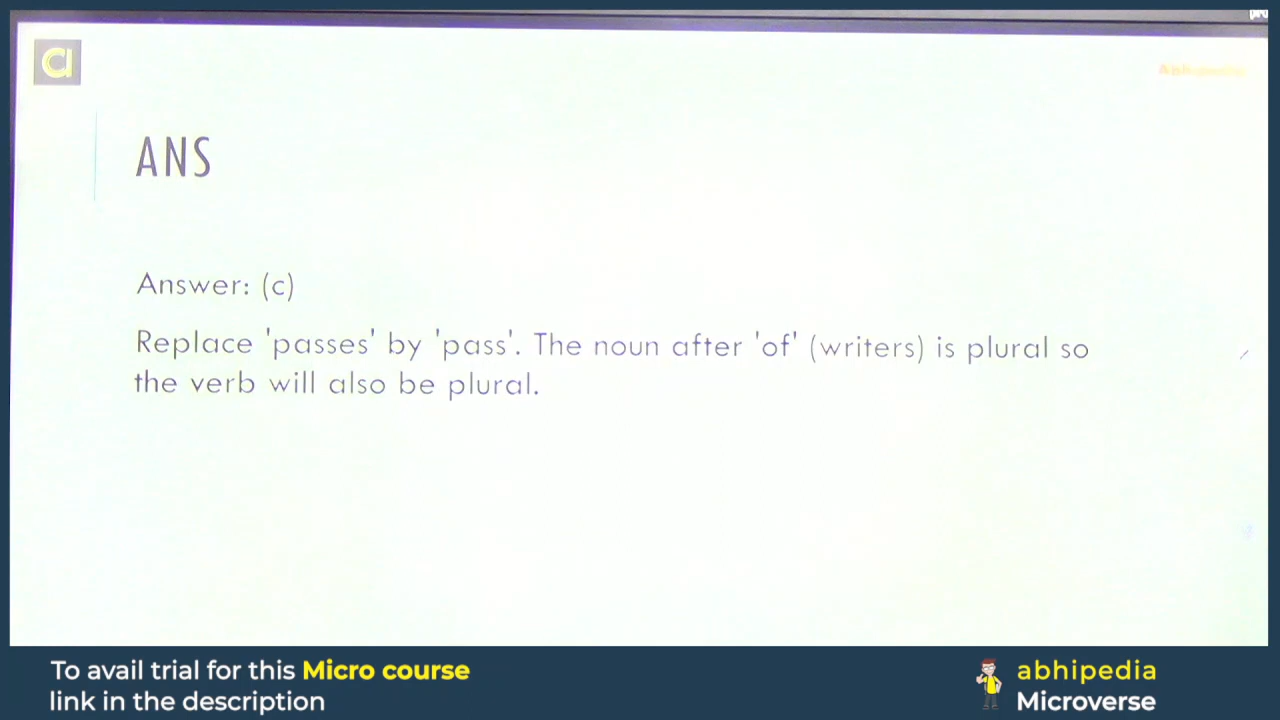 ANS
Answer: (c)
Replace 'passes' by 'pass'. The noun after 'of' (writers) is plural so
the verb will also be plural.
To avail trial for this Micro course
link in the description
abhipedia
Microverse